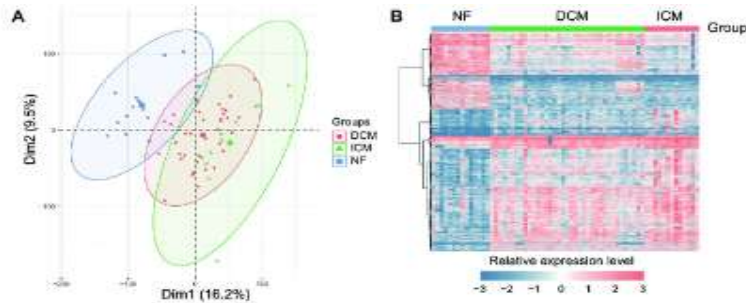 A
Dim2 (9.5%)
Groups
DCM
ICM
NF
Dim1 (16.2%)
B
NF DCM ICM
Group
Relative expression level
−3 −2 −1 0 1 2 3